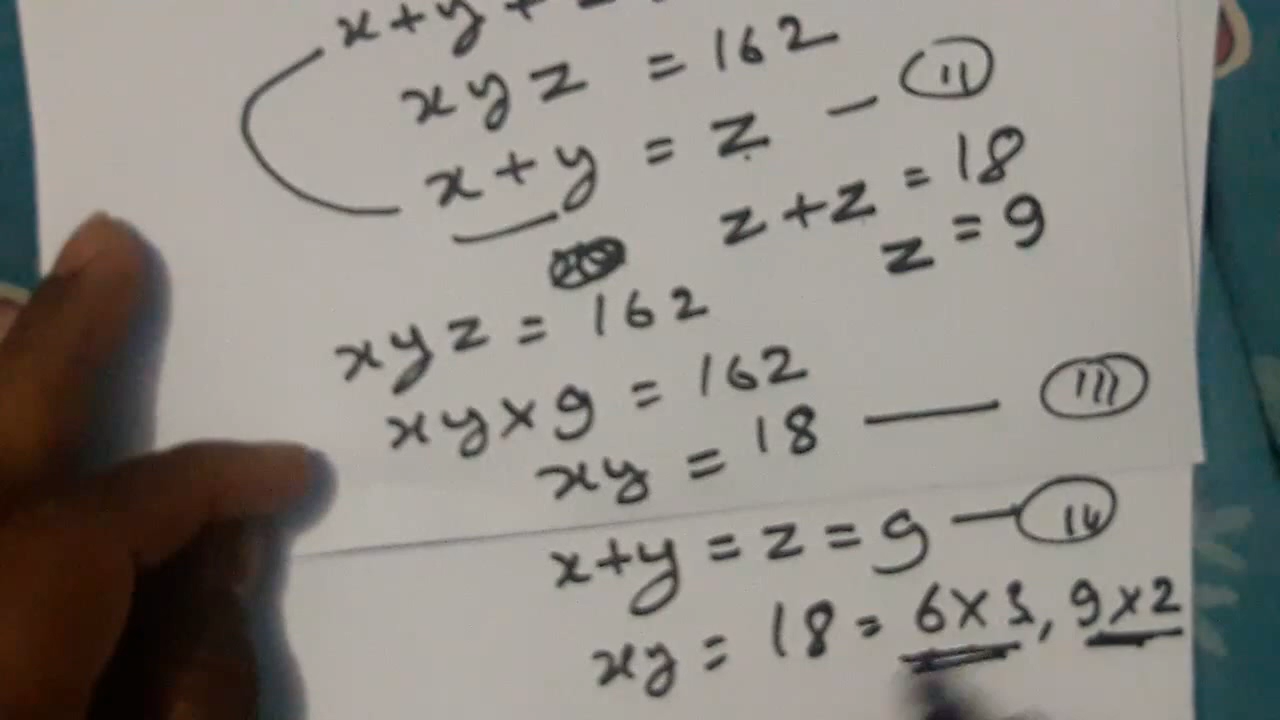 x+y+
xyz = 162
x+y = z — (II)
z+z = 18
z = 9
xyz = 162
xy×9 = 162
xy = 18 — (III)
x+y = z = 9 — (IV)
xy = 18 = 6×3, 9×2